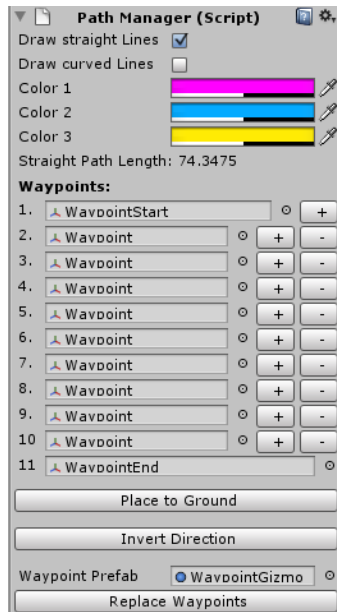 Path Manager (Script)
Draw straight Lines
Draw curved Lines
Color 1
Color 2
Color 3
Straight Path Length: 74.3475
Waypoints:
1. WaypointStart +
2. Waypoint + -
3. Waypoint + -
4. Waypoint + -
5. Waypoint + -
6. Waypoint + -
7. Waypoint + -
8. Waypoint + -
9. Waypoint + -
10 Waypoint + -
11 WaypointEnd
Place to Ground
Invert Direction
Waypoint Prefab WaypointGizmo
Replace Waypoints